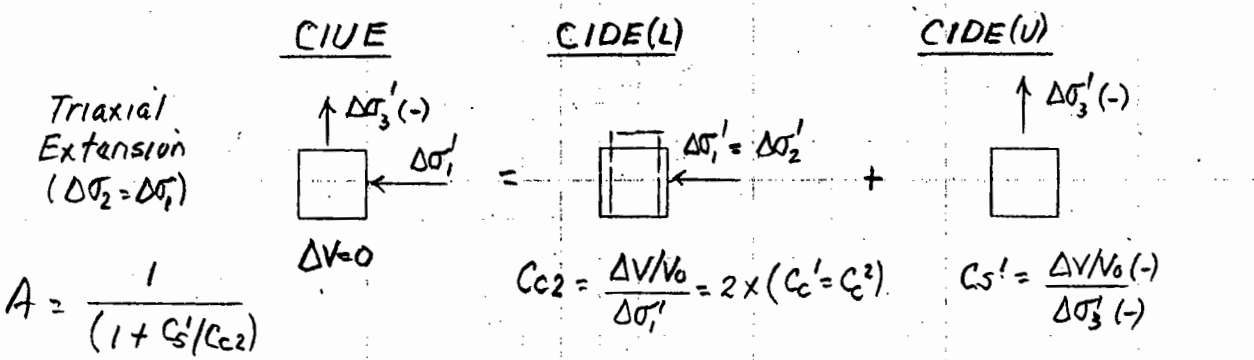 CIUE CIDE(L) CIDE(U)
Triaxial
Extension
(Δσ₂=Δσ₁)
Δσ₃'(-)
Δσ₁'
=
Δσ₁' = Δσ₂'
+
Δσ₃'(-)
ΔV=0
A = 1/(1 + Cs'/Cc2)
Cc2 = ΔV/V₀ / Δσ₁' = 2 × (Cc' = Cc²)
Cs' = ΔV/V₀(-) / Δσ₃'(-)